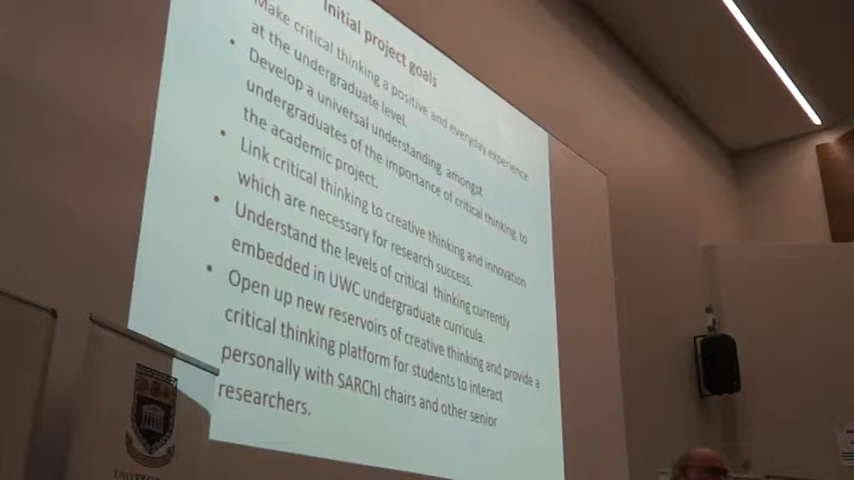 Initial project goals
Make critical thinking a positive and everyday experience
at the undergraduate level.
• Develop a universal understanding amongst
undergraduates of the importance of critical thinking to
the academic project.
• Link critical thinking to creative thinking and innovation
which are necessary for research success.
• Understand the levels of critical thinking currently
embedded in UWC undergraduate curricula.
• Open up new reservoirs of creative thinking and provide a
critical thinking platform for students to interact
personally with SARChI chairs and other senior
researchers.